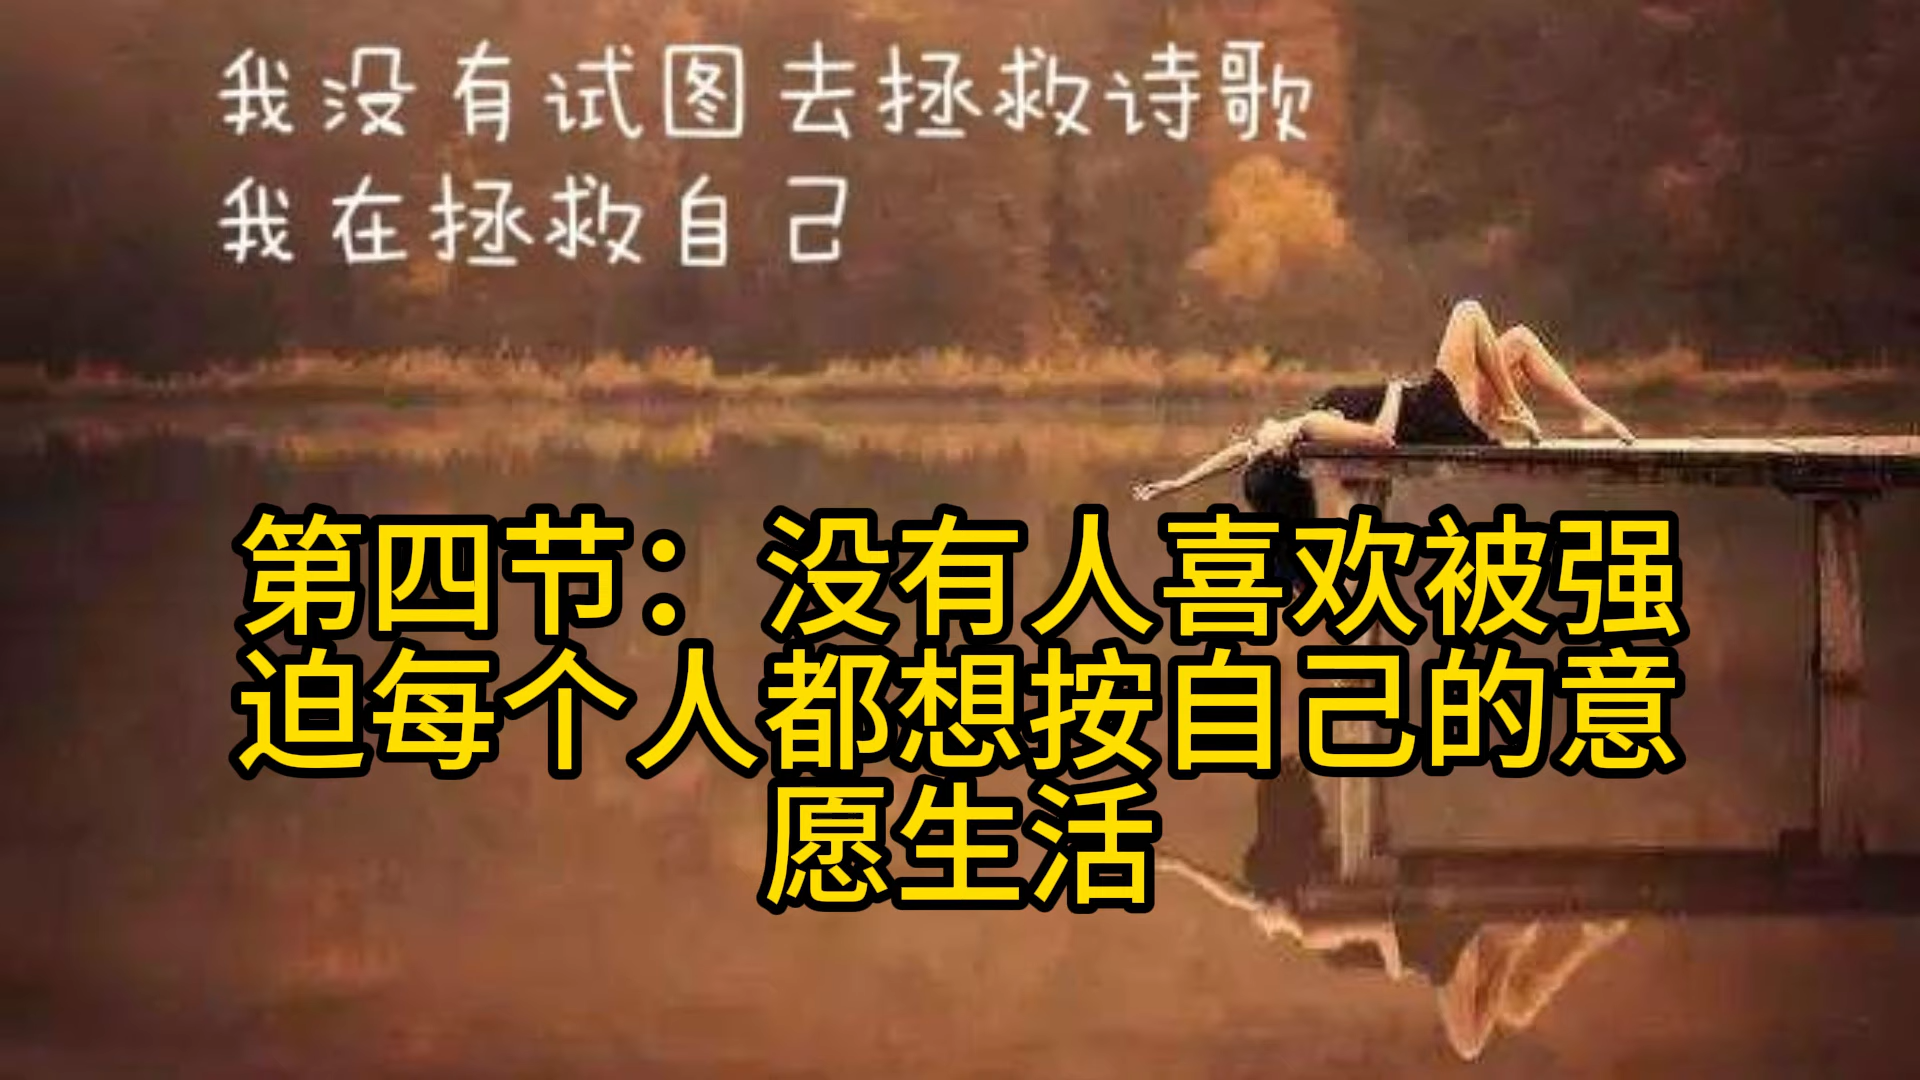 我没有试图去拯救诗歌
我在拯救自己
第四节：没有人喜欢被强
迫每个人都想按自己的意
愿生活